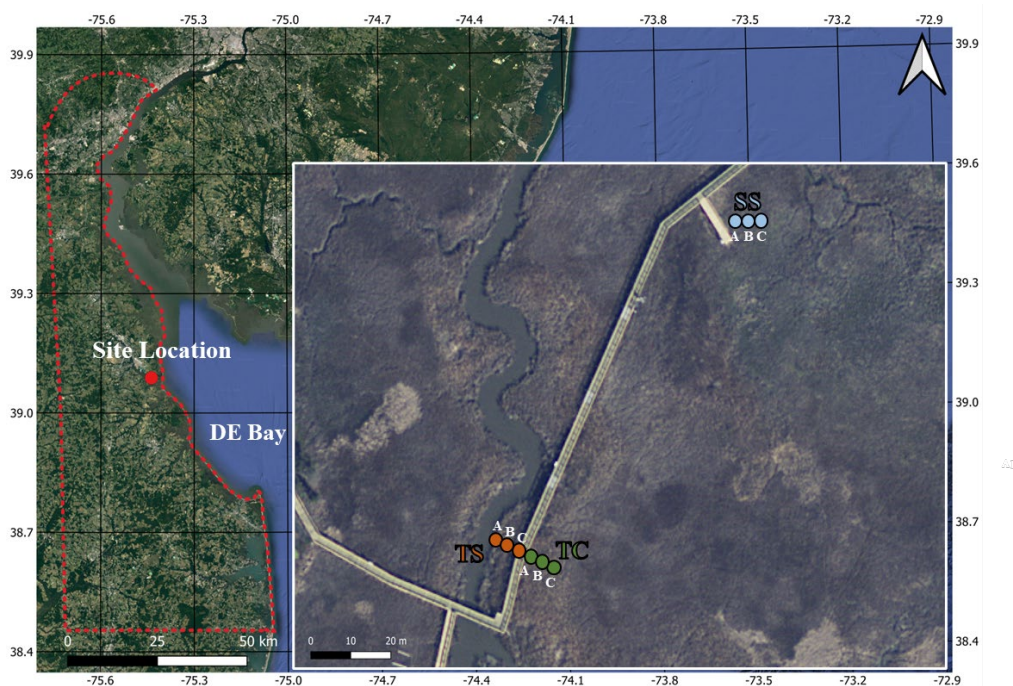 -75.6 -75.3 -75.0 -74.7 -74.4 -74.1 -73.8 -73.5 -73.2 -72.9
39.9 39.9
39.6 39.6
SS
A B C
39.3 39.3
Site Location
39.0 39.0
DE Bay
38.7 38.7
A B C
TS TC
A B C
0 25 50 km
0 10 20 m
38.4 38.4
-75.6 -75.3 -75.0 -74.7 -74.4 -74.1 -73.8 -73.5 -73.2 -72.9